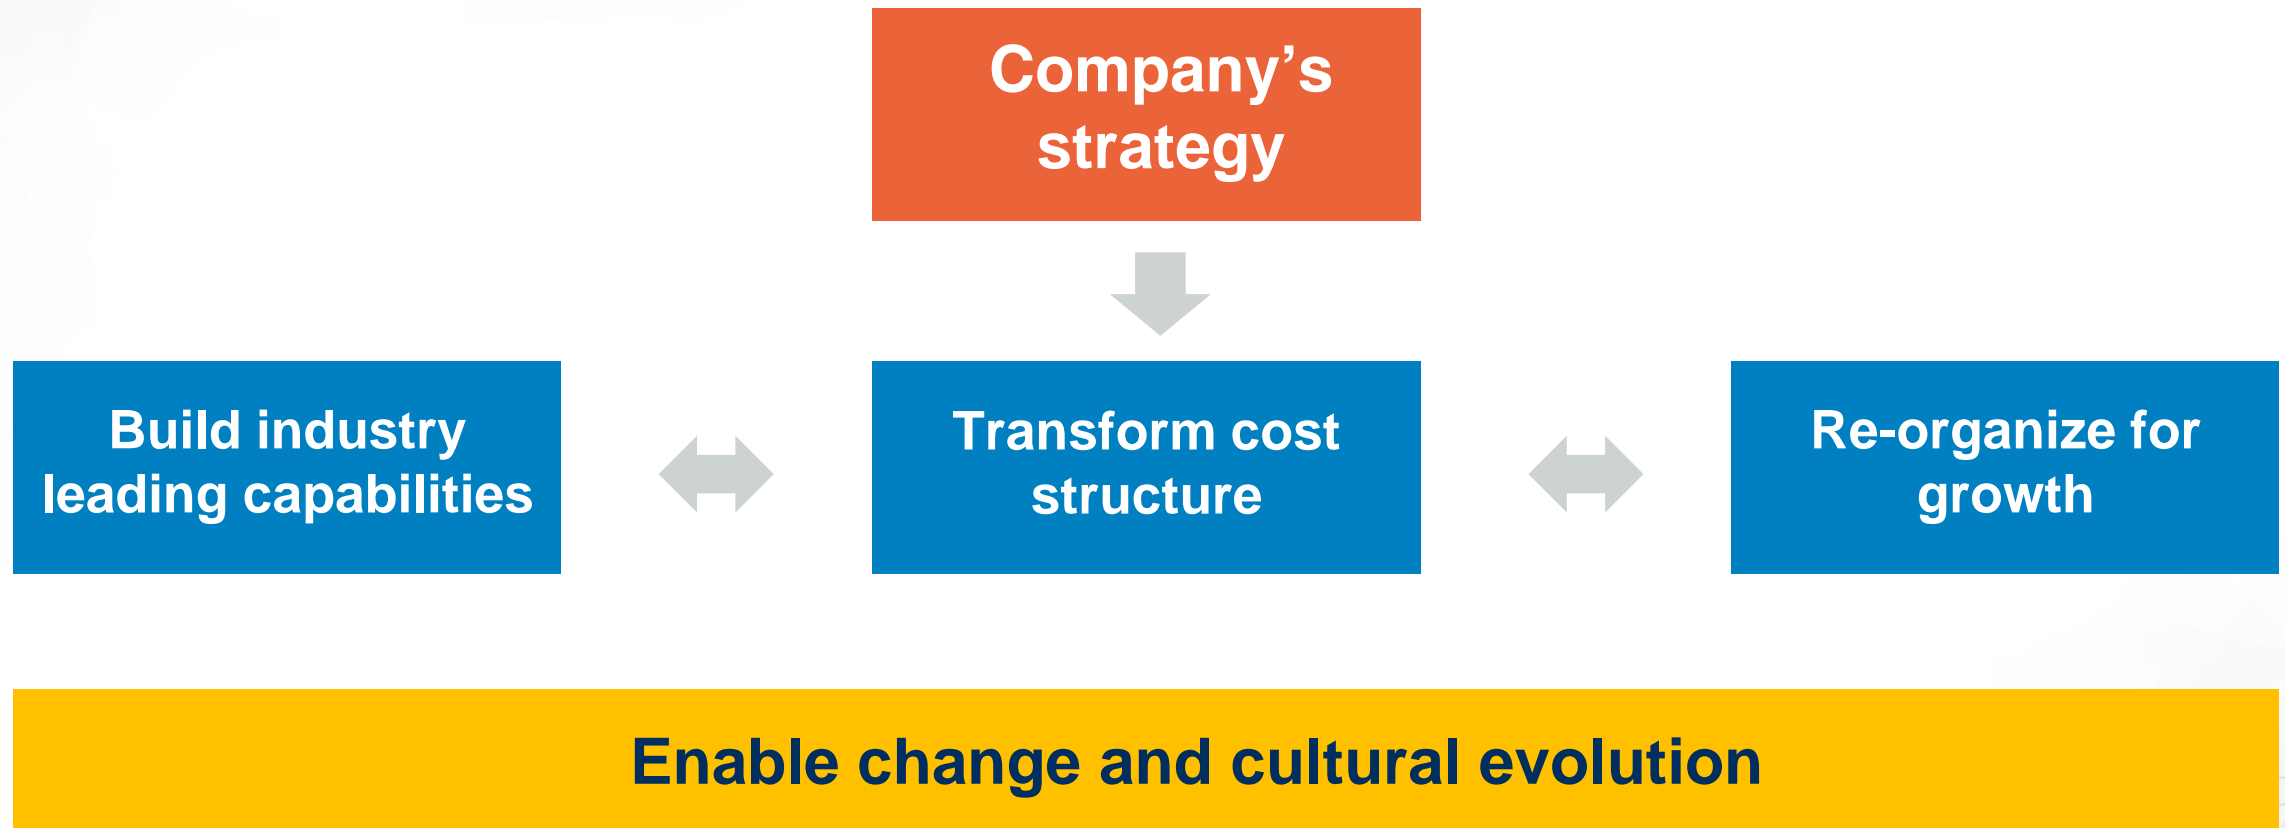 Company’s
strategy
Build industry
leading capabilities
Transform cost
structure
Re-organize for
growth
Enable change and cultural evolution